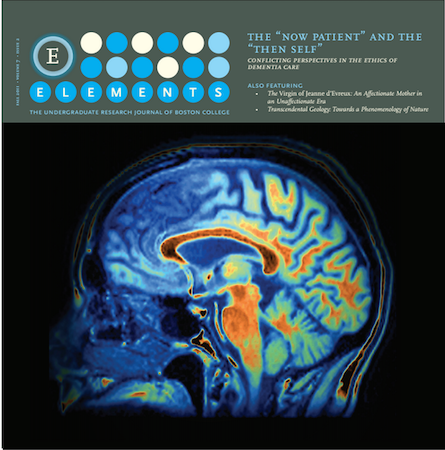 E
ELEMENTS
THE UNDERGRADUATE RESEARCH JOURNAL OF BOSTON COLLEGE
THE "NOW PATIENT" AND THE
"THEN SELF"
CONFLICTING PERSPECTIVES IN THE ETHICS OF
DEMENTIA CARE
ALSO FEATURING
• The Virgin of Jeanne d'Evreux: An Affectionate Mother in
an Unaffectionate Era
• Transcendental Geology: Towards a Phenomenology of Nature